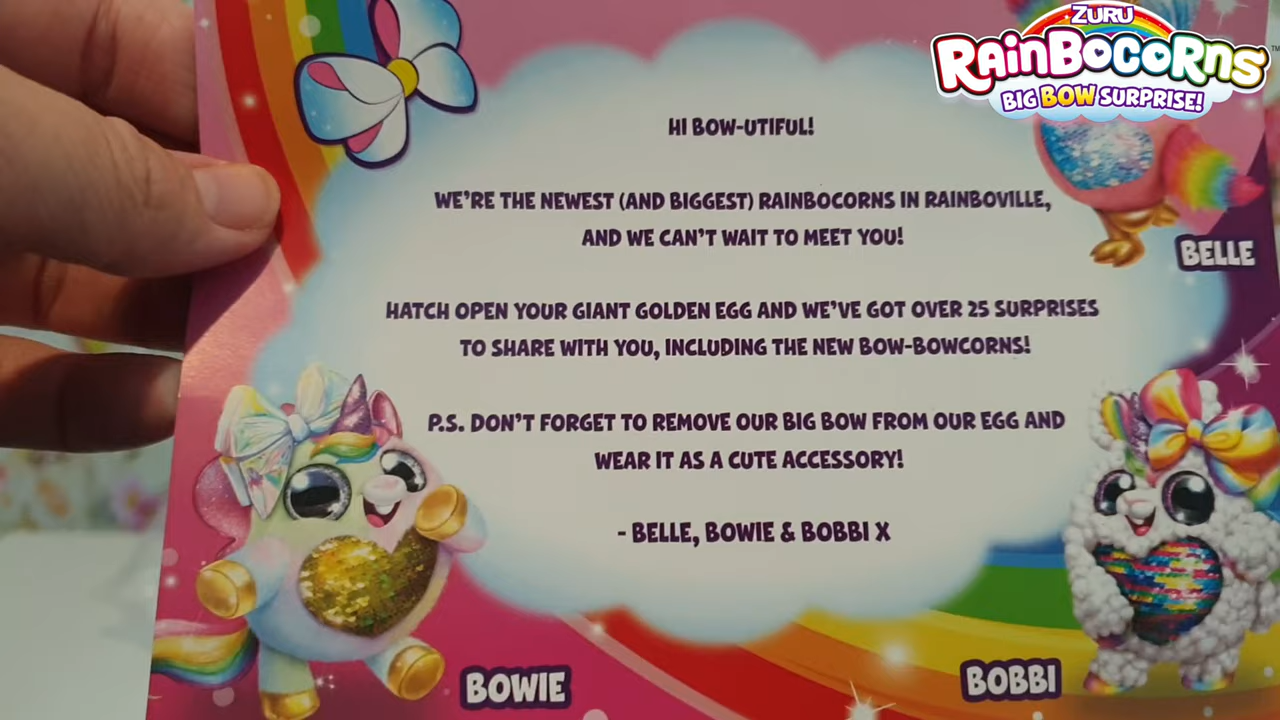 ZURU
RainBoCoRns
BIG BOW SURPRISE!
TM
HI BOW-UTIFUL!
WE'RE THE NEWEST (AND BIGGEST) RAINBOCORNS IN RAINBOVILLE,
AND WE CAN'T WAIT TO MEET YOU!
BELLE
HATCH OPEN YOUR GIANT GOLDEN EGG AND WE'VE GOT OVER 25 SURPRISES
TO SHARE WITH YOU, INCLUDING THE NEW BOW-BOWCORNS!
P.S. DON'T FORGET TO REMOVE OUR BIG BOW FROM OUR EGG AND
WEAR IT AS A CUTE ACCESSORY!
- BELLE, BOWIE & BOBBI X
BOWIE
BOBBI